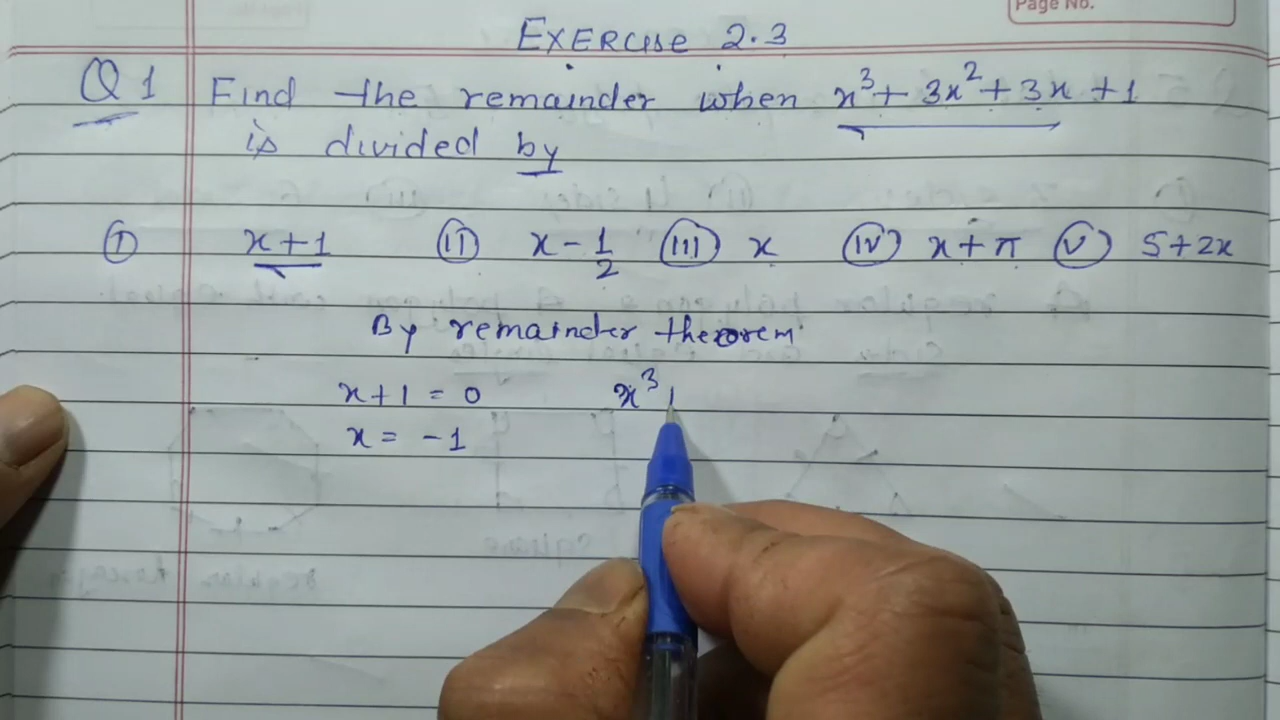 Page No.
EXERCISE 2.3
Q1 Find the remainder when x³ + 3x² + 3x + 1
is divided by
(I) x+1 (II) x - 1/2 (III) x (IV) x + π (V) 5 + 2x
By remainder theorem
x + 1 = 0 x³
x = -1